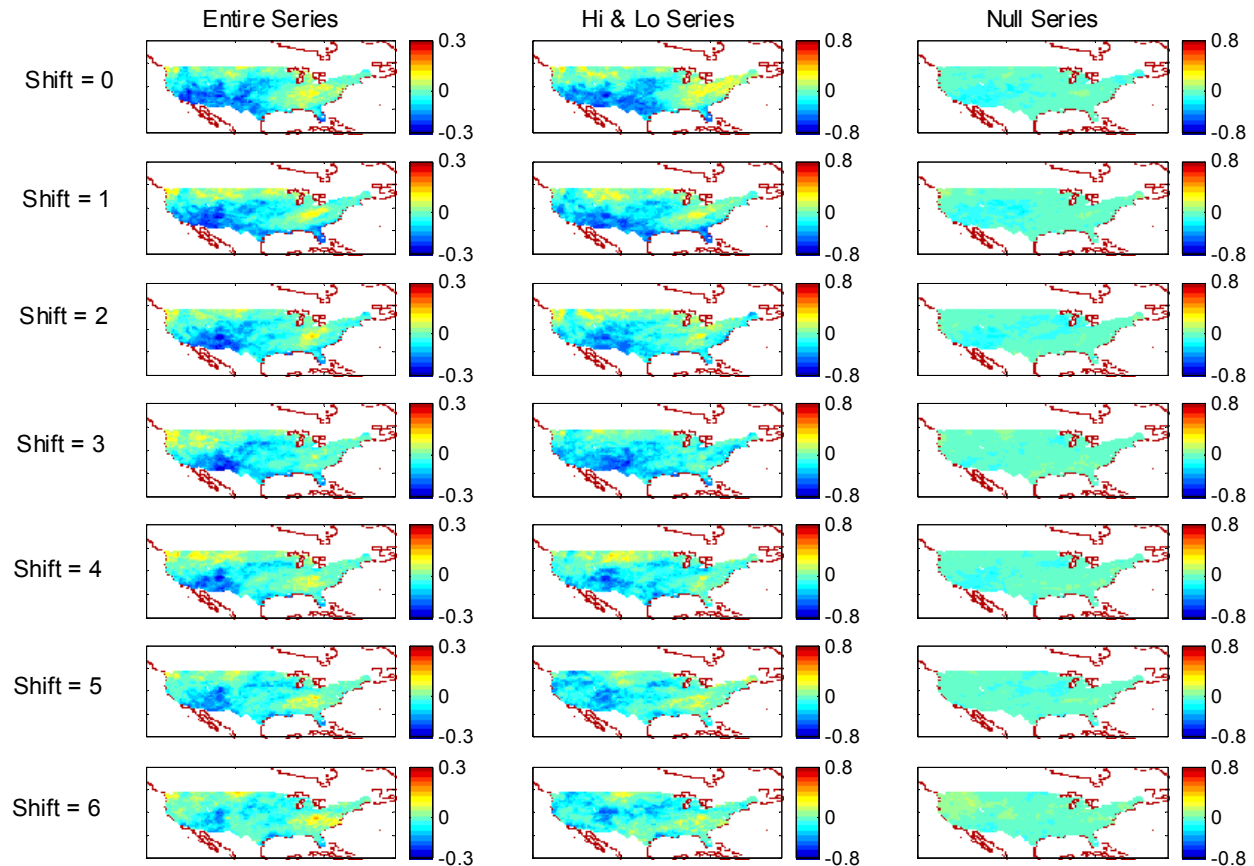 Entire Series Hi & Lo Series Null Series
Shift = 0
0.3 0.8 0.8
0 0 0
-0.3 -0.8 -0.8
Shift = 1
0.3 0.8 0.8
0 0 0
-0.3 -0.8 -0.8
Shift = 2
0.3 0.8 0.8
0 0 0
-0.3 -0.8 -0.8
Shift = 3
0.3 0.8 0.8
0 0 0
-0.3 -0.8 -0.8
Shift = 4
0.3 0.8 0.8
0 0 0
-0.3 -0.8 -0.8
Shift = 5
0.3 0.8 0.8
0 0 0
-0.3 -0.8 -0.8
Shift = 6
0.3 0.8 0.8
0 0 0
-0.3 -0.8 -0.8